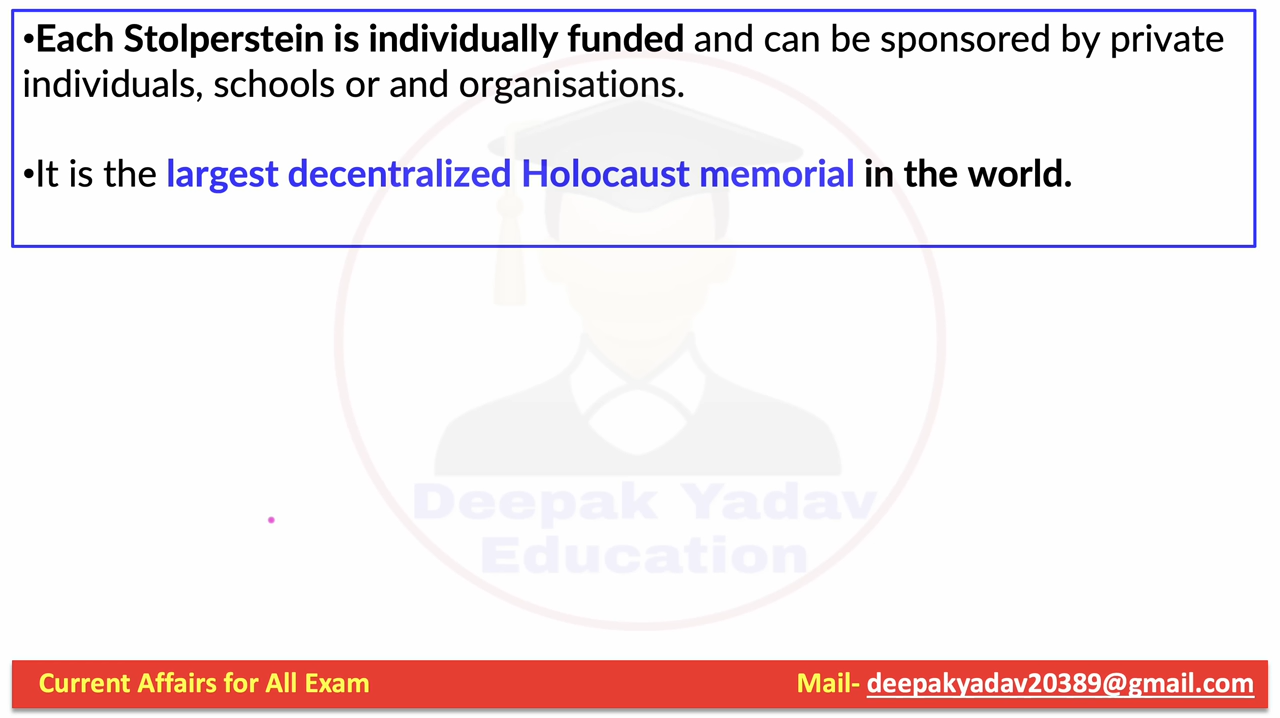 •Each Stolperstein is individually funded and can be sponsored by private
individuals, schools or and organisations.
•It is the largest decentralized Holocaust memorial in the world.
Deepak Yadav
Education
Current Affairs for All Exam
Mail- deepakyadav20389@gmail.com